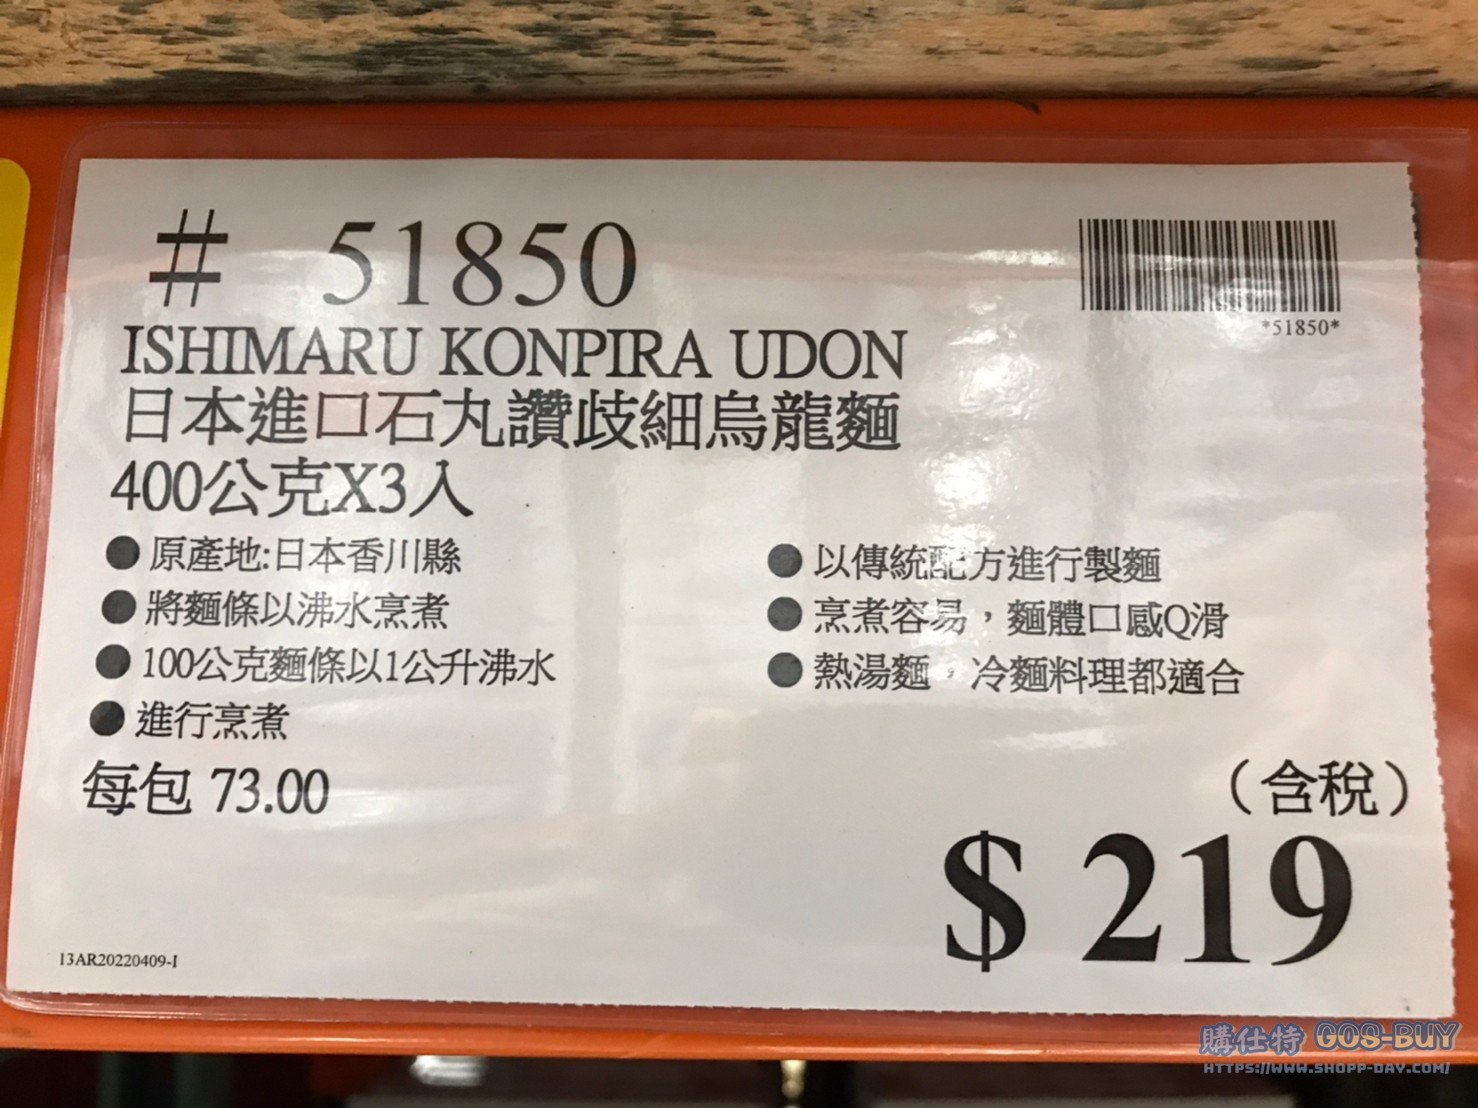 # 51850
*51850*
ISHIMARU KONPIRA UDON
日本進口石丸讚歧細烏龍麵
400公克X3入
●原產地:日本香川縣
●將麵條以沸水烹煮
●100公克麵條以1公升沸水
●進行烹煮
●以傳統配方進行製麵
●烹煮容易，麵體口感Q滑
●熱湯麵，冷麵料理都適合
每包 73.00
（含稅）
$ 219
13AR20220409-I
購仕特 GOS-BUY
HTTPS://WWW.SHOPP-DAY.COM/